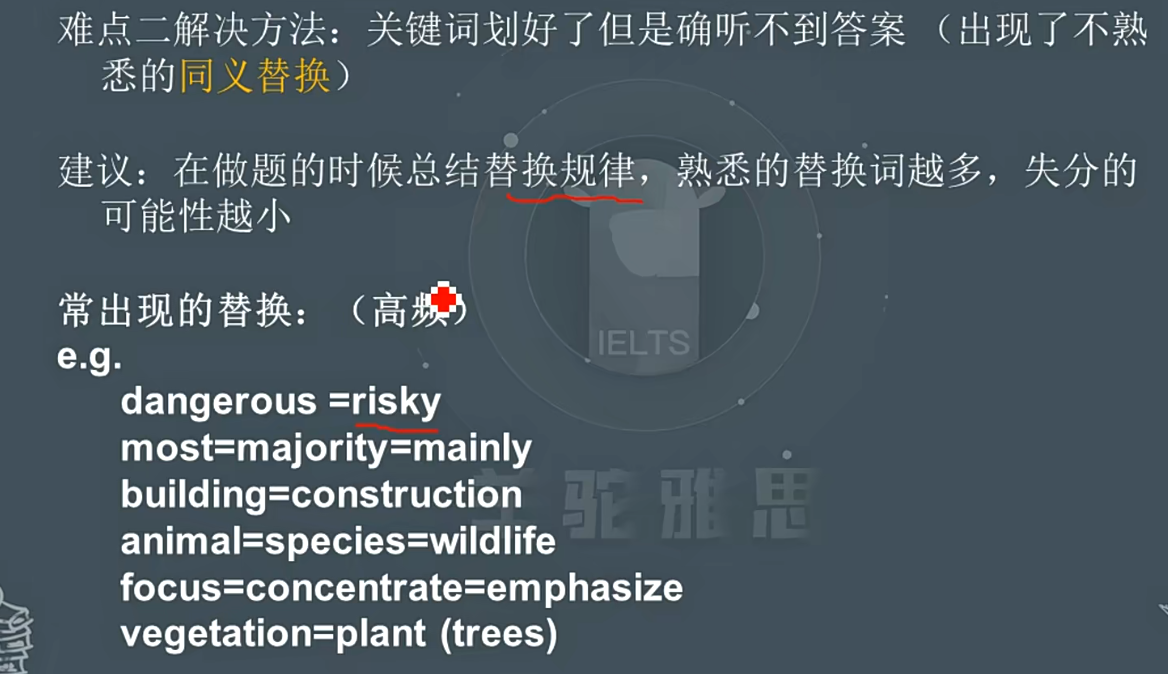 难点二解决方法：关键词划好了但是确听不到答案 （出现了不熟
悉的同义替换）
建议：在做题的时候总结替换规律，熟悉的替换词越多，失分的
可能性越小
常出现的替换：（高频）
e.g.
dangerous =risky
most=majority=mainly
building=construction
animal=species=wildlife
focus=concentrate=emphasize
vegetation=plant (trees)
IELTS
驼雅思